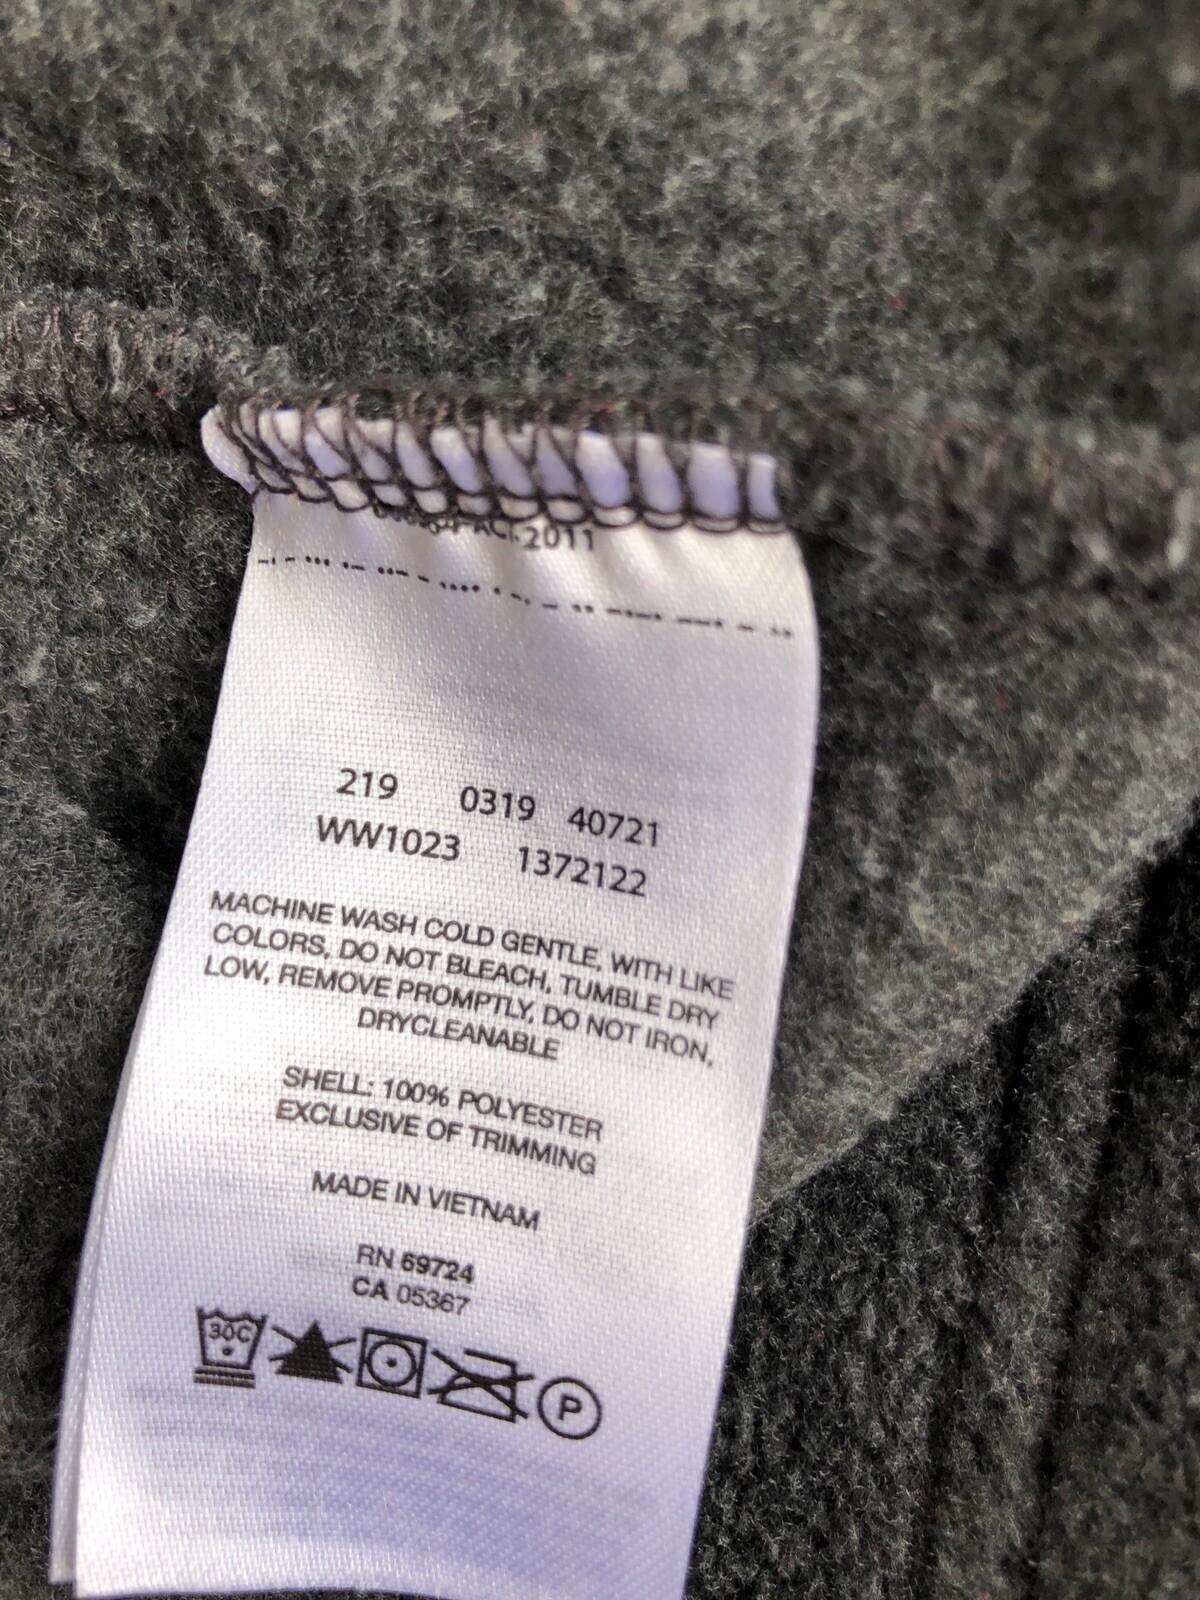 2011
219 0319 40721
WW1023 1372122
MACHINE WASH COLD GENTLE, WITH LIKE
COLORS, DO NOT BLEACH, TUMBLE DRY
LOW, REMOVE PROMPTLY, DO NOT IRON,
DRYCLEANABLE
SHELL: 100% POLYESTER
EXCLUSIVE OF TRIMMING
MADE IN VIETNAM
RN 69724
CA 05367
30C
P